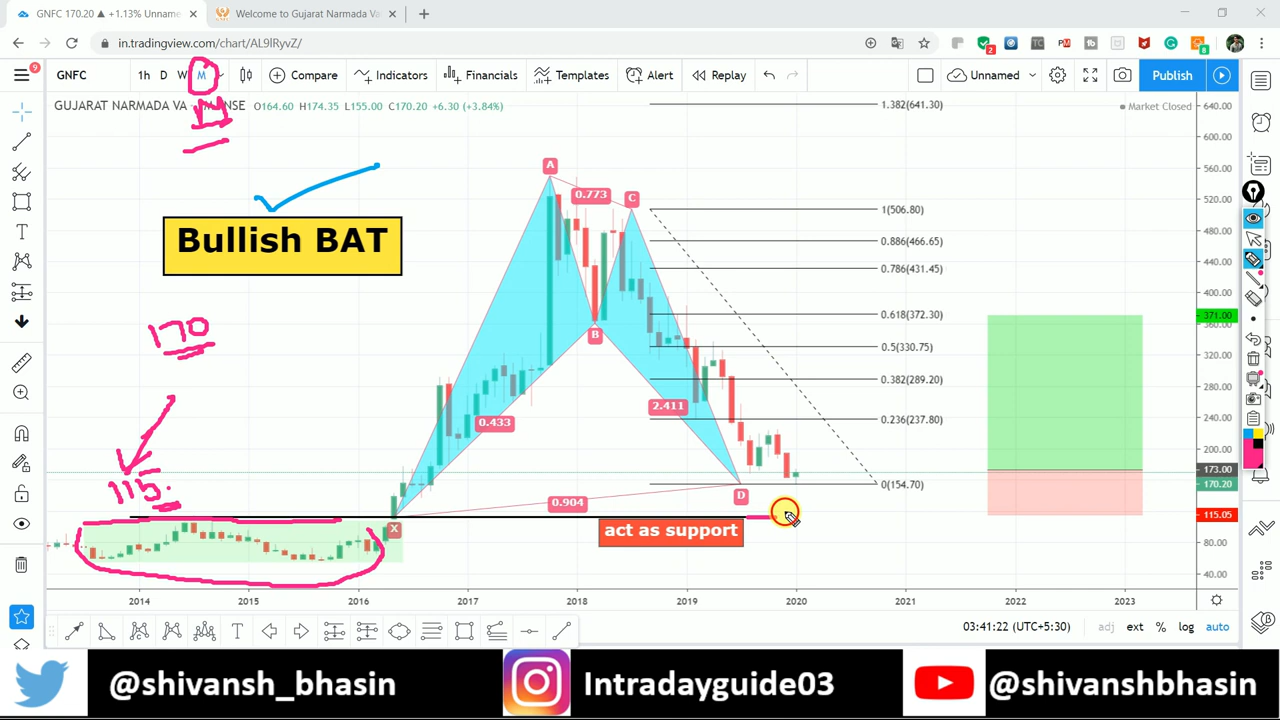 GNFC 170.20 ▲ +1.13% Unname
Welcome to Gujarat Narmada Va
in.tradingview.com/chart/AL9lRyvZ/
GNFC
1h D W M
Compare
Indicators
Financials
Templates
Alert
Replay
Unnamed
Publish
9
2
8
GUJARAT NARMADA VA
NSE O164.60 H174.35 L155.00 C170.20 +6.30 (+3.84%)
Market Closed
M
Bullish BAT
170
115
A
0.773
C
B
0.433
2.411
0.904
D
X
act as support
1.382(641.30)
1(506.80)
0.886(466.65)
0.786(431.45)
0.618(372.30)
0.5(330.75)
0.382(289.20)
0.236(237.80)
0(154.70)
640.00
600.00
560.00
520.00
480.00
440.00
400.00
371.00
360.00
320.00
280.00
240.00
200.00
173.00
170.20
115.05
80.00
40.00
2014 2015 2016 2017 2018 2019 2020 2021 2022 2023
03:41:22 (UTC+5:30) adj ext % log auto
@shivansh_bhasin
Intradayguide03
@shivanshbhasin